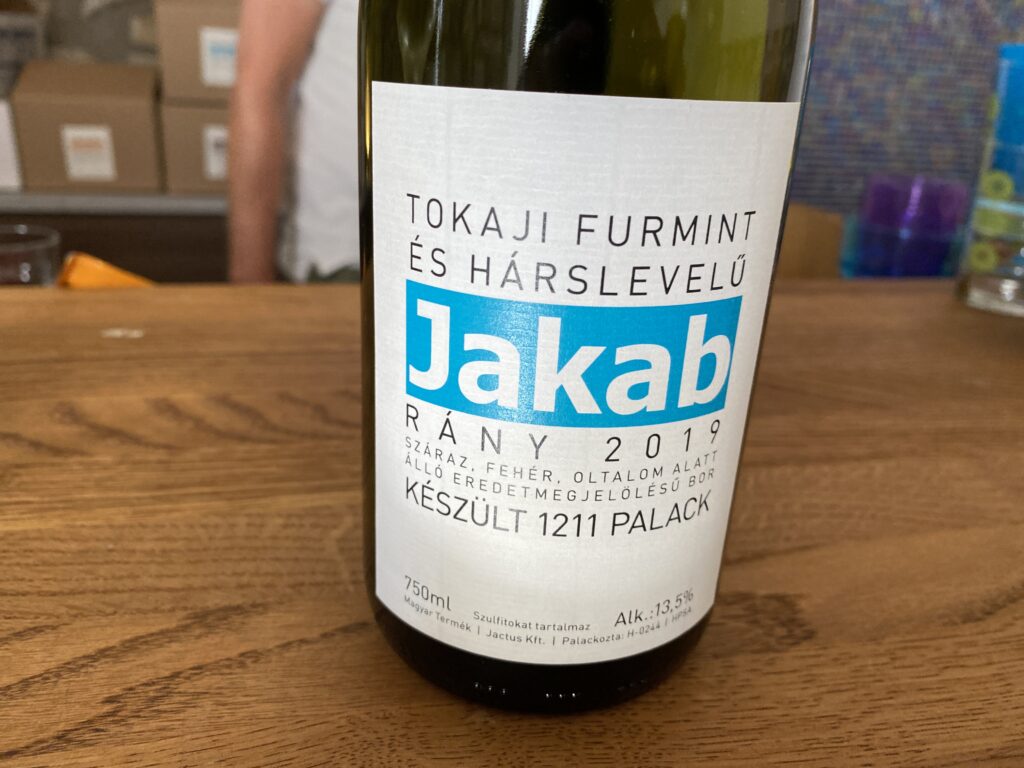 TOKAJI FURMINT
ÉS HÁRSLEVELŰ
Jakab
RÁNY 2019
SZÁRAZ, FEHÉR, OLTALOM ALATT
ÁLLÓ EREDETMEGJELÖLÉSŰ BOR
KÉSZÜLT 1211 PALACK
750ml Szulfitokat tartalmaz Alk.:13,5%
Magyar Termék | Jactus Kft. | Palackozta: H-0244 | HPSA